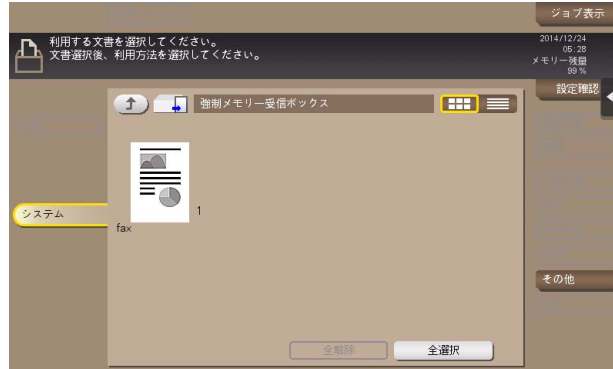 ジョブ表示
利用する文書を選択してください。
文書選択後、利用方法を選択してください。
2014/12/24
05:28
メモリー残量
99 %
設定確認
強制メモリー受信ボックス
システム
1
fax
その他
全解除
全選択